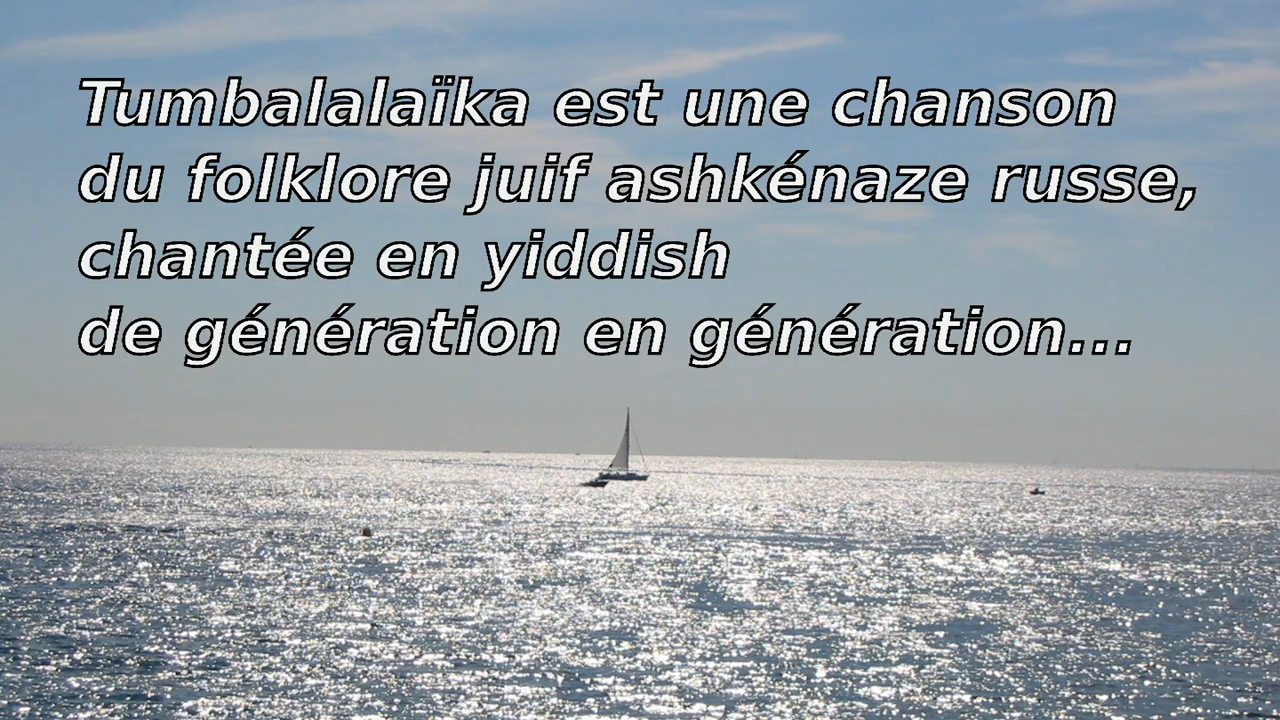 Tumbalalaïka est une chanson
du folklore juif ashkénaze russe,
chantée en yiddish
de génération en génération...